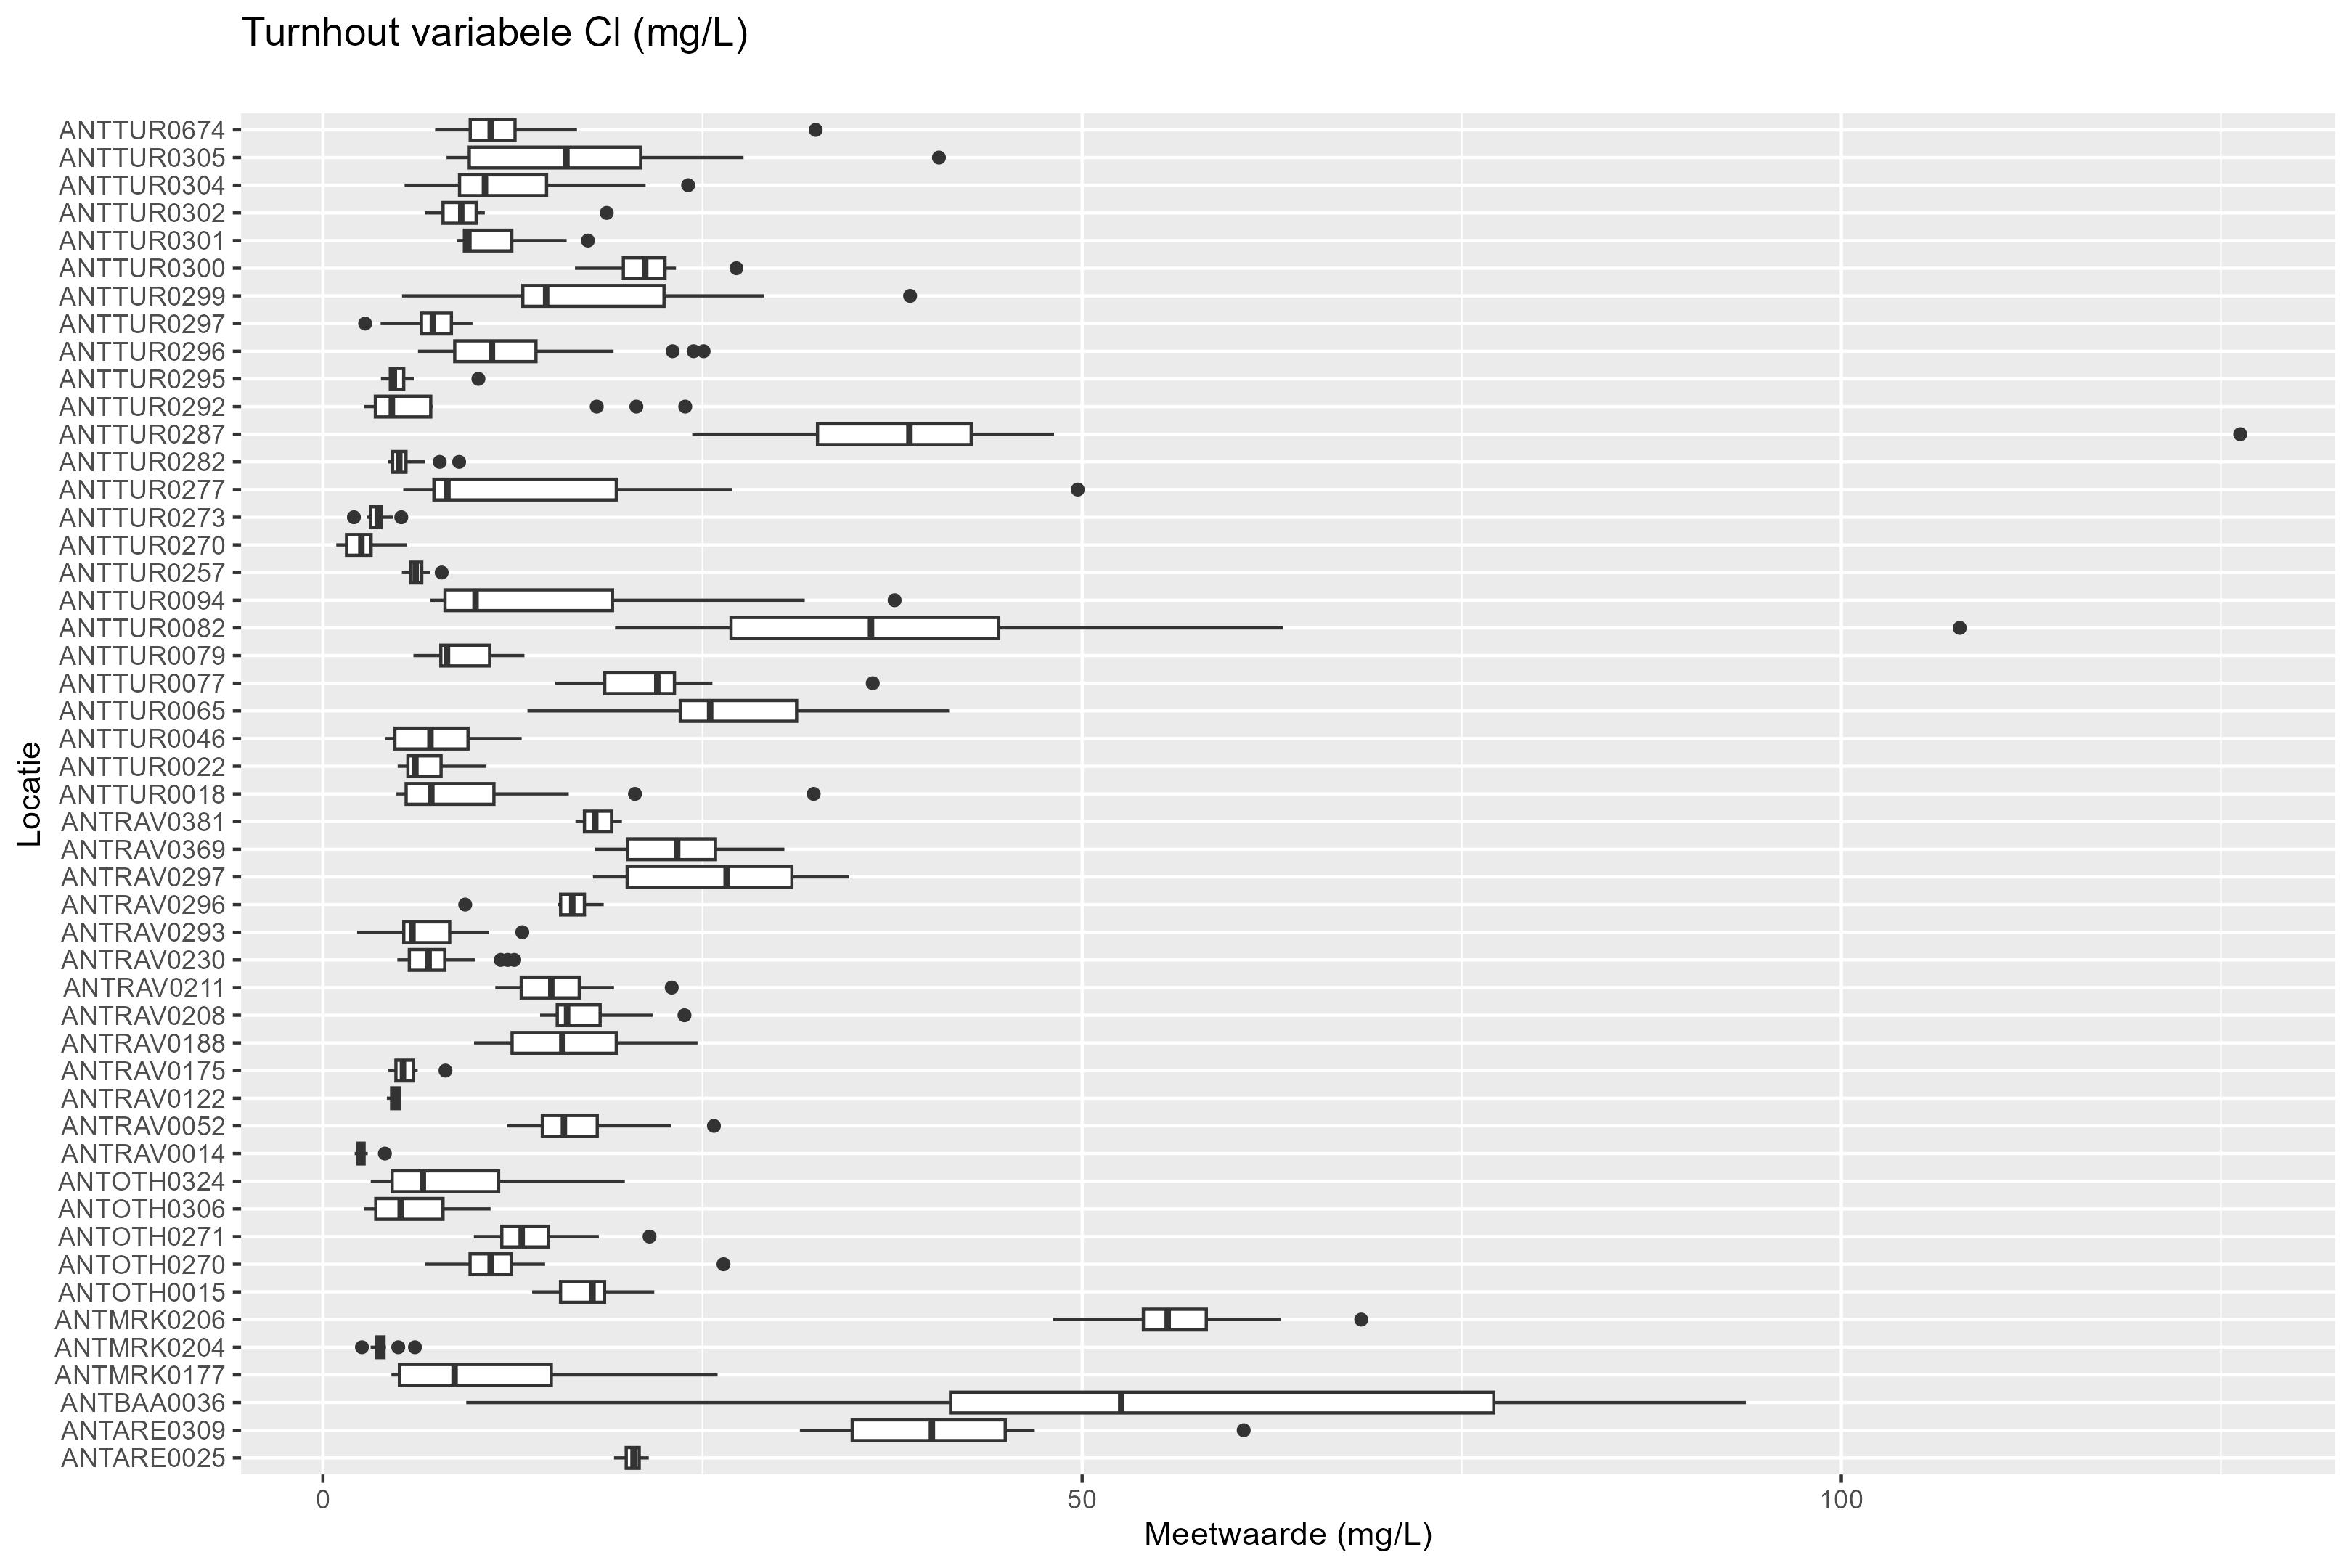 Turnhout variabele Cl (mg/L)
ANTTUR0674
ANTTUR0305
ANTTUR0304
ANTTUR0302
ANTTUR0301
ANTTUR0300
ANTTUR0299
ANTTUR0297
ANTTUR0296
ANTTUR0295
ANTTUR0292
ANTTUR0287
ANTTUR0282
ANTTUR0277
ANTTUR0273
ANTTUR0270
ANTTUR0257
ANTTUR0094
ANTTUR0082
ANTTUR0079
ANTTUR0077
ANTTUR0065
ANTTUR0046
ANTTUR0022
ANTTUR0018
ANTRAV0381
ANTRAV0369
ANTRAV0297
ANTRAV0296
ANTRAV0293
ANTRAV0230
ANTRAV0211
ANTRAV0208
ANTRAV0188
ANTRAV0175
ANTRAV0122
ANTRAV0052
ANTRAV0014
ANTOTH0324
ANTOTH0306
ANTOTH0271
ANTOTH0270
ANTOTH0015
ANTMRK0206
ANTMRK0204
ANTMRK0177
ANTBAA0036
ANTARE0309
ANTARE0025
Locatie
0 50 100
Meetwaarde (mg/L)